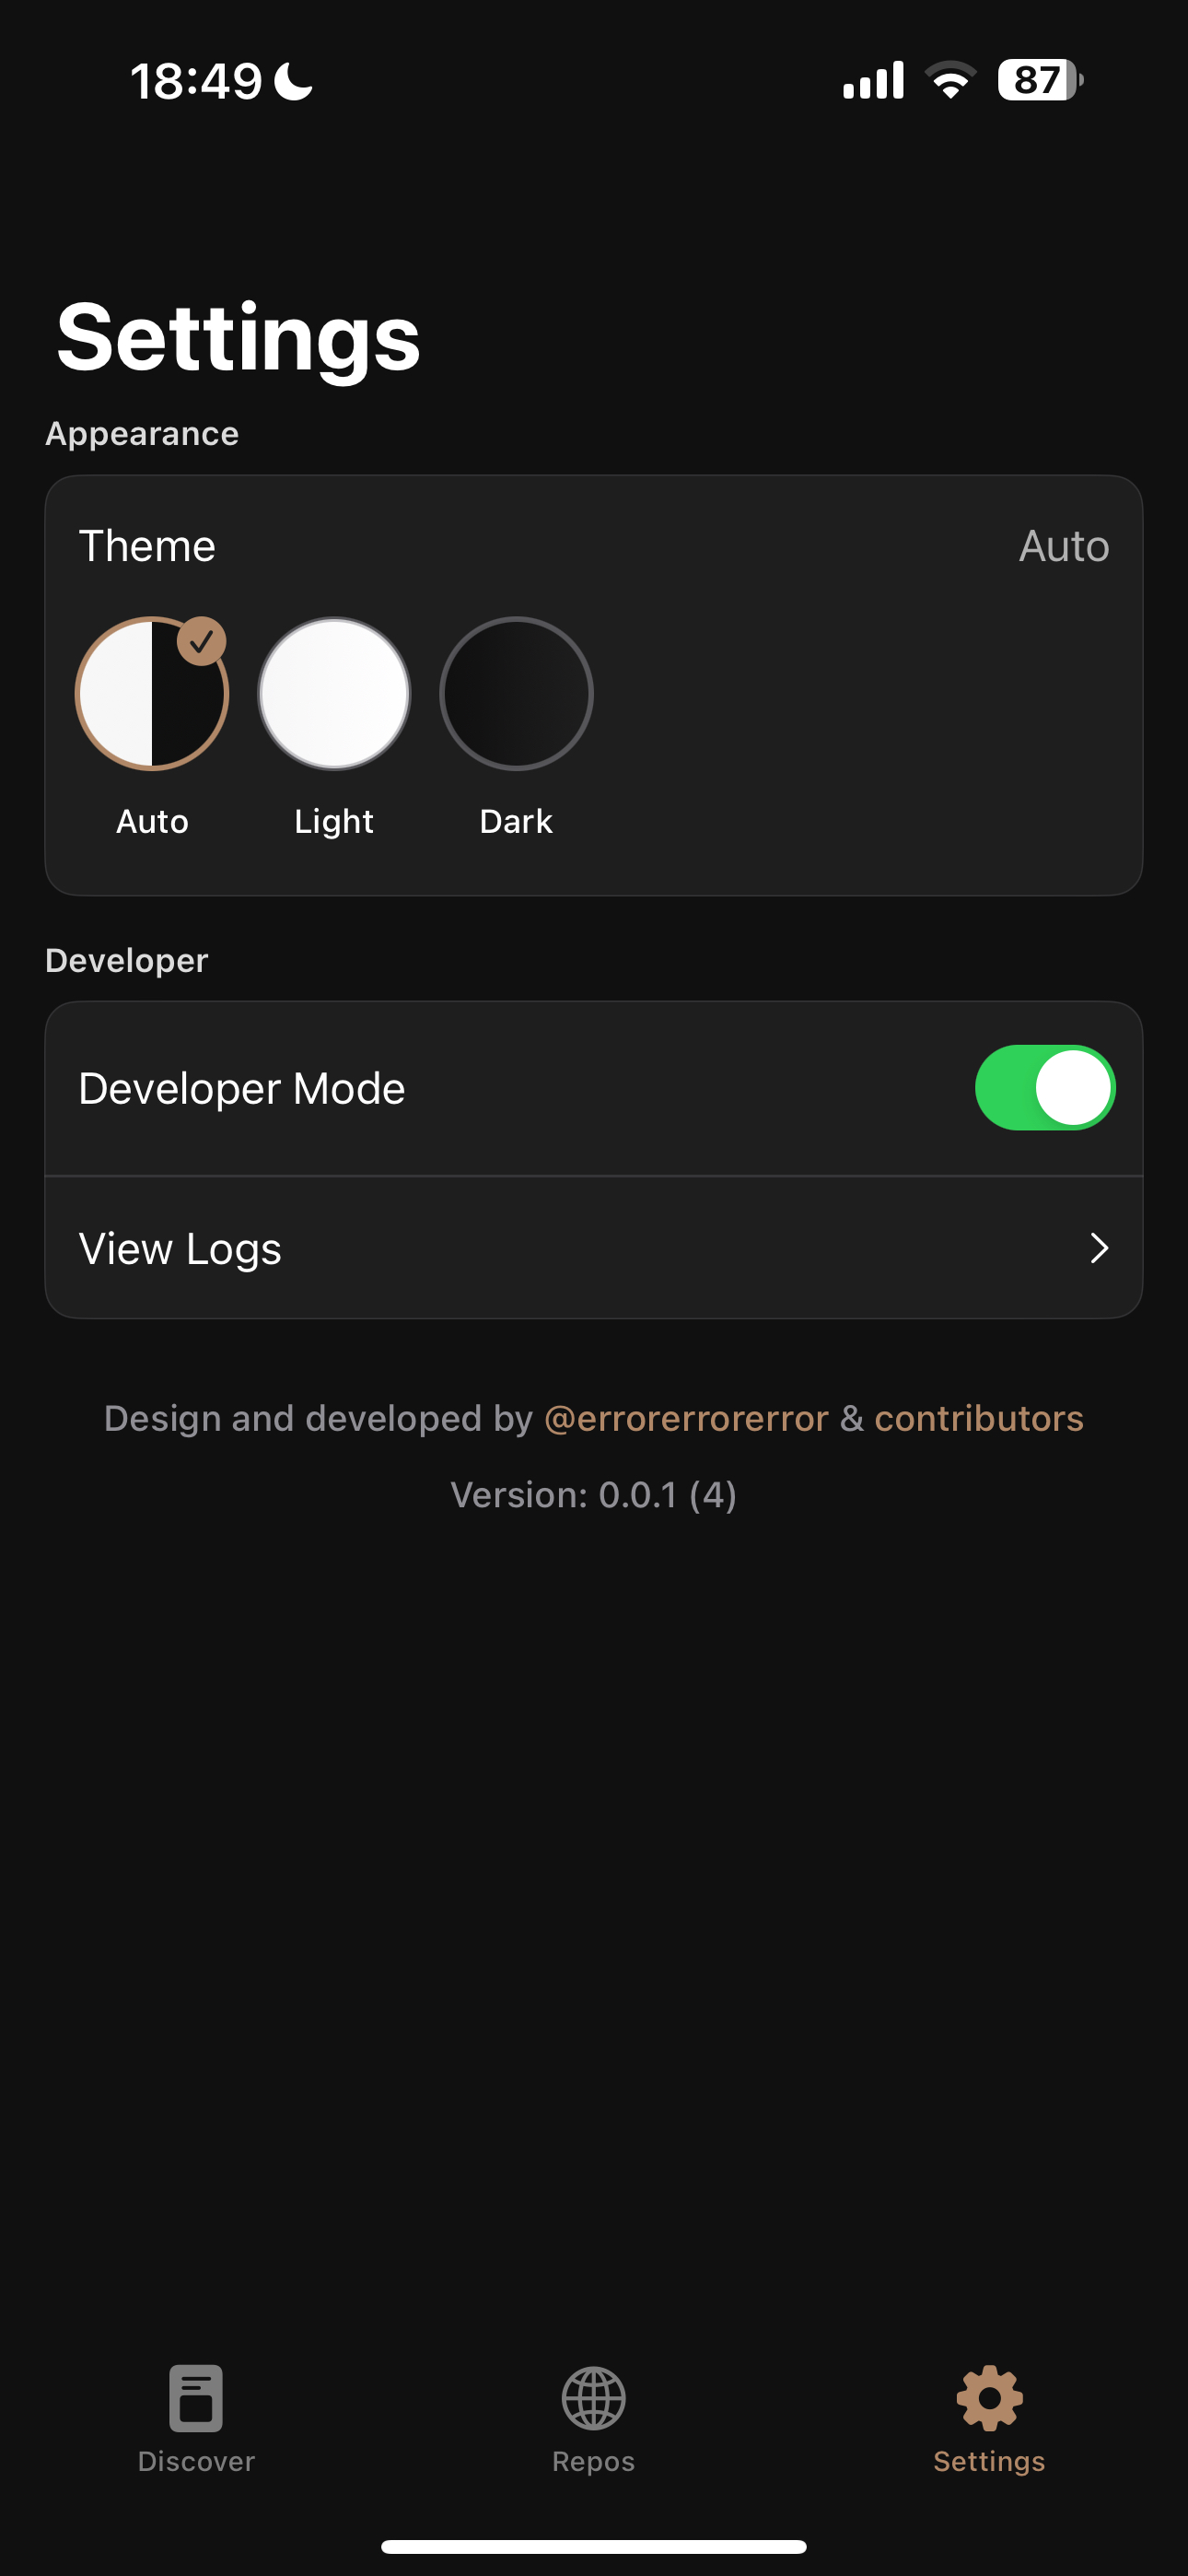 18:49
87
Settings
Appearance
Theme
Auto
Auto
Light
Dark
Developer
Developer Mode
View Logs
Design and developed by @errorerrorerror & contributors
Version: 0.0.1 (4)
Discover
Repos
Settings